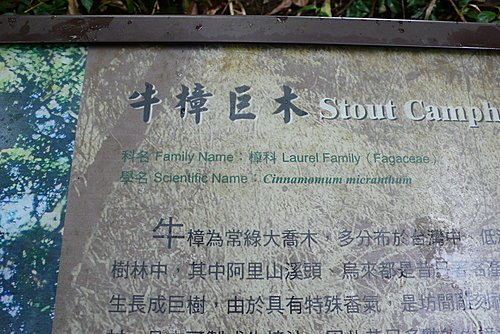 牛樟巨木 Stout Camph
科名 Family Name：樟科 Laurel Family（Fagaceae）
學名 Scientific Name：Cinnamomum micranthum
牛樟為常綠大喬木，多分布於台灣中、低
樹林中，其中阿里山溪頭、烏來都是
生長成巨樹，由於具有特殊香氣，是坊間雕刻